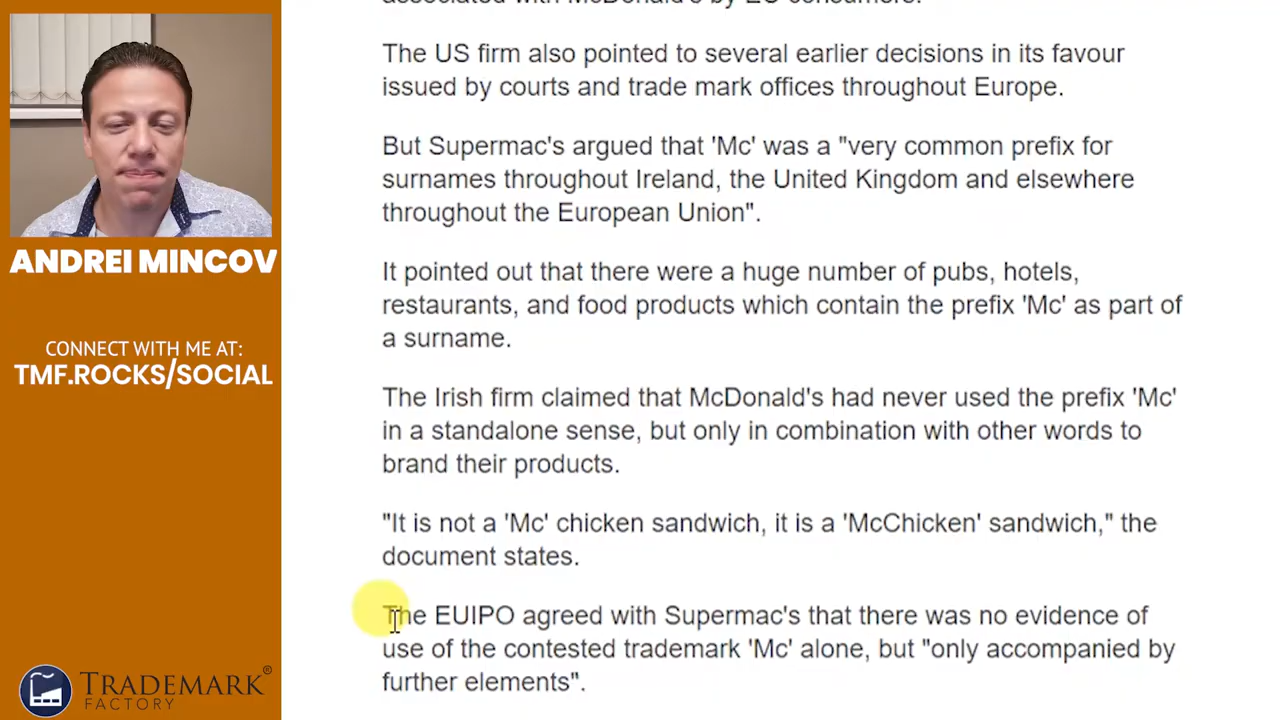 associated with McDonald's by EU consumers.
The US firm also pointed to several earlier decisions in its favour
issued by courts and trade mark offices throughout Europe.
But Supermac's argued that 'Mc' was a "very common prefix for
surnames throughout Ireland, the United Kingdom and elsewhere
throughout the European Union".
It pointed out that there were a huge number of pubs, hotels,
restaurants, and food products which contain the prefix 'Mc' as part of
a surname.
The Irish firm claimed that McDonald's had never used the prefix 'Mc'
in a standalone sense, but only in combination with other words to
brand their products.
"It is not a 'Mc' chicken sandwich, it is a 'McChicken' sandwich," the
document states.
The EUIPO agreed with Supermac's that there was no evidence of
use of the contested trademark 'Mc' alone, but "only accompanied by
further elements".
ANDREI MINCOV
CONNECT WITH ME AT:
TMF.ROCKS/SOCIAL
TRADEMARK®
FACTORY